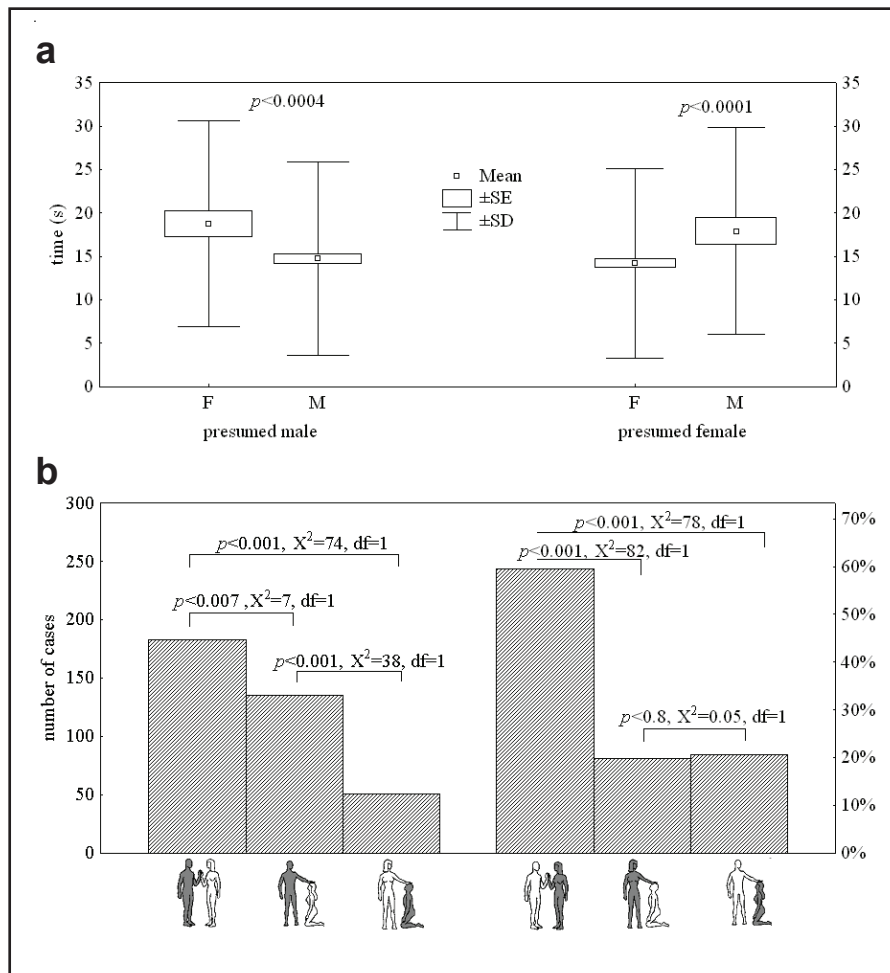 a
35 35
p<0.0004 p<0.0001
30 30
25 25
Mean
20 ±SE 20
±SD
15 15
10 10
5 5
0 0
time (s)
F M F M
presumed male presumed female
b
300 70%
p<0.001, X²=78, df=1
p<0.001, X²=74, df=1 p<0.001, X²=82, df=1
250 60%
p<0.007 ,X²=7, df=1
200 50%
p<0.001, X²=38, df=1
150 40%
p<0.8, X²=0.05, df=1
30%
100 20%
50 10%
0 0%
number of cases